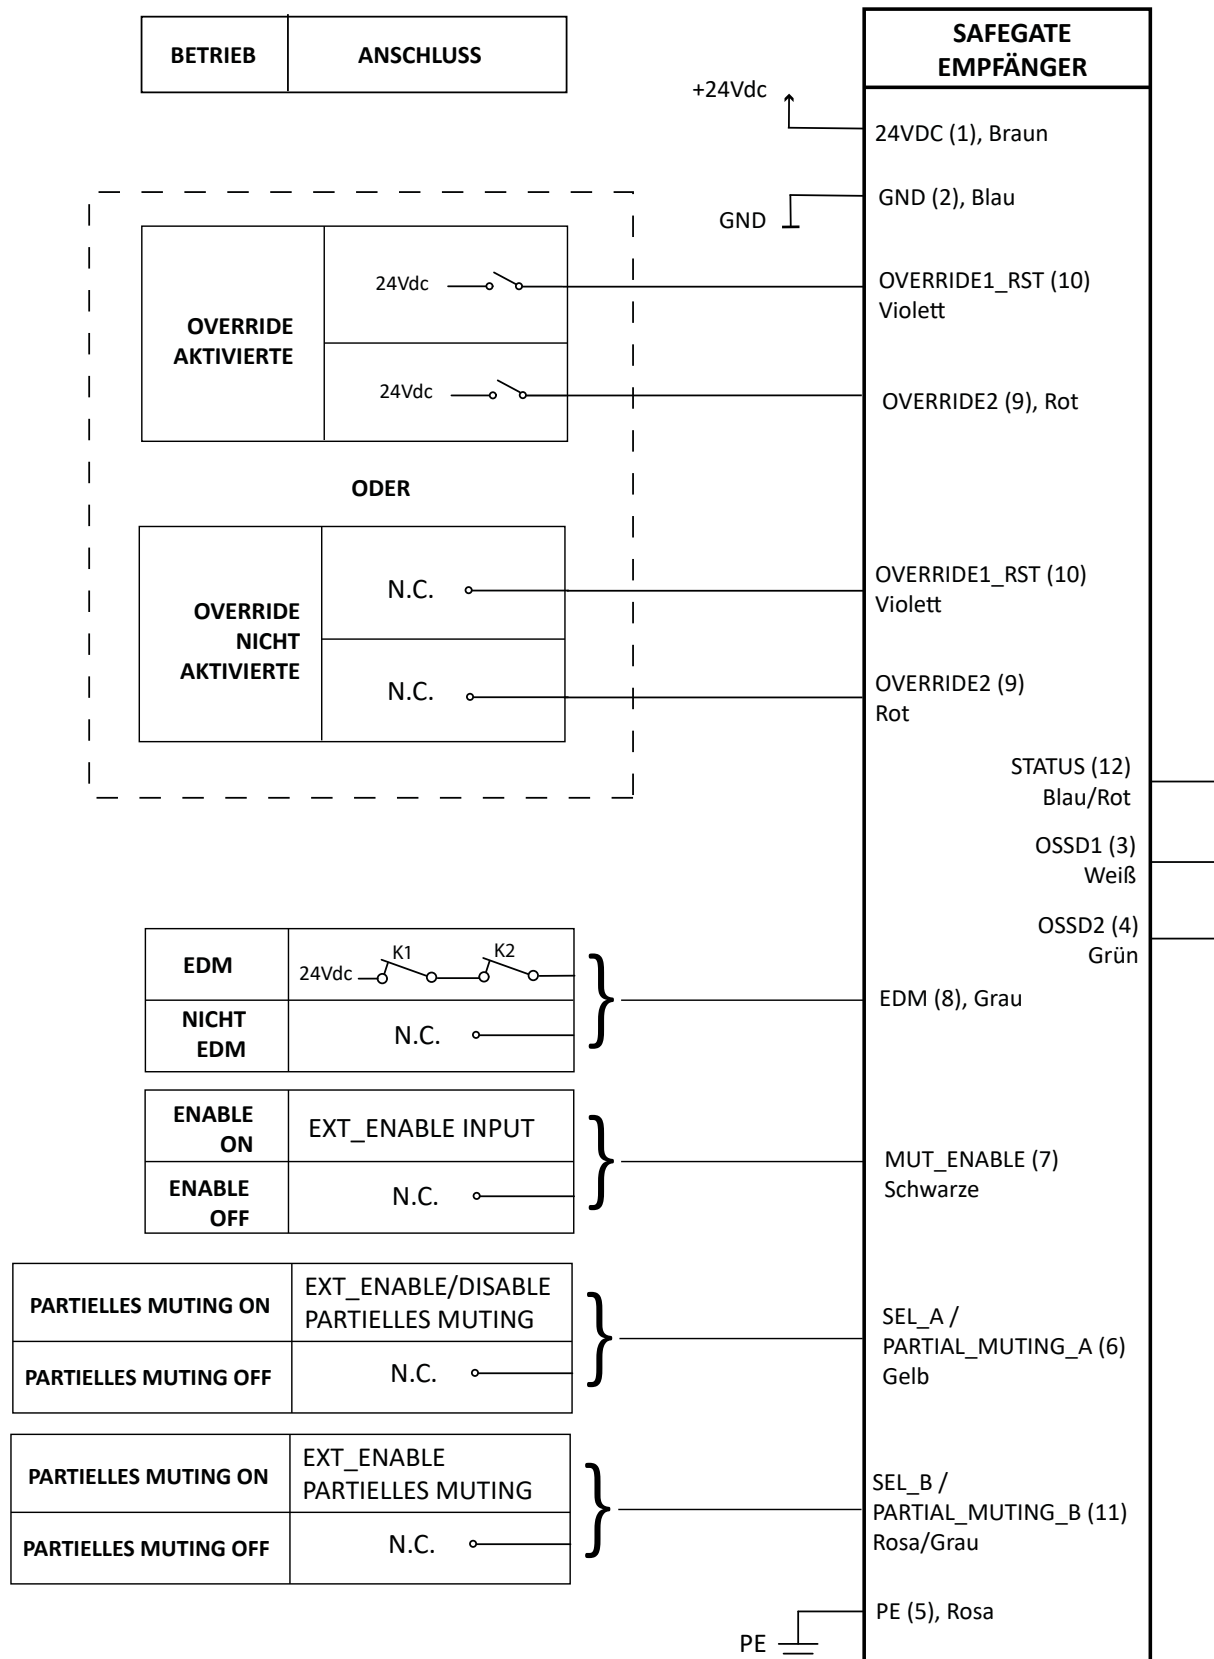 BETRIEB
ANSCHLUSS
SAFEGATE
EMPFÄNGER
+24Vdc
24VDC (1), Braun
GND
GND (2), Blau
OVERRIDE
AKTIVIERTE
24Vdc
OVERRIDE1_RST (10)
Violett
24Vdc
OVERRIDE2 (9), Rot
ODER
OVERRIDE
NICHT
AKTIVIERTE
N.C.
OVERRIDE1_RST (10)
Violett
N.C.
OVERRIDE2 (9)
Rot
STATUS (12)
Blau/Rot
OSSD1 (3)
Weiß
OSSD2 (4)
Grün
EDM
24Vdc
K1
K2
NICHT
EDM
N.C.
EDM (8), Grau
ENABLE
ON
EXT_ENABLE INPUT
ENABLE
OFF
N.C.
MUT_ENABLE (7)
Schwarze
PARTIELLES MUTING ON
EXT_ENABLE/DISABLE
PARTIELLES MUTING
PARTIELLES MUTING OFF
N.C.
SEL_A /
PARTIAL_MUTING_A (6)
Gelb
PARTIELLES MUTING ON
EXT_ENABLE
PARTIELLES MUTING
PARTIELLES MUTING OFF
N.C.
SEL_B /
PARTIAL_MUTING_B (11)
Rosa/Grau
PE
PE (5), Rosa